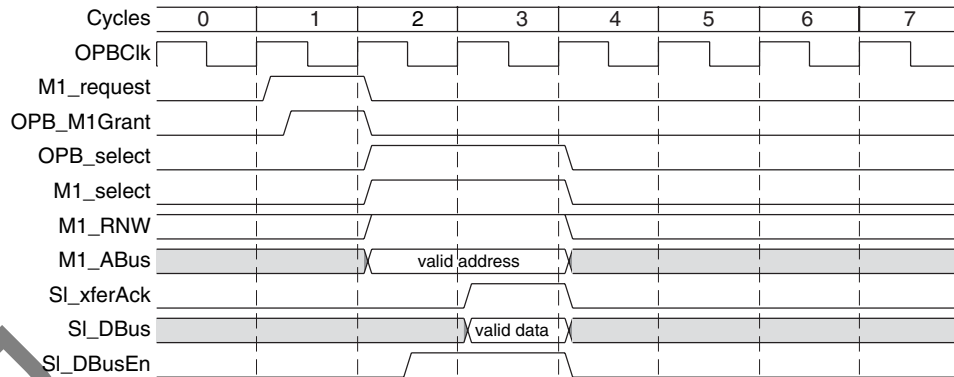 Cycles 0 1 2 3 4 5 6 7
OPBClk
M1_request
OPB_M1Grant
OPB_select
M1_select
M1_RNW
M1_ABus valid address
Sl_xferAck
Sl_DBus valid data
Sl_DBusEn